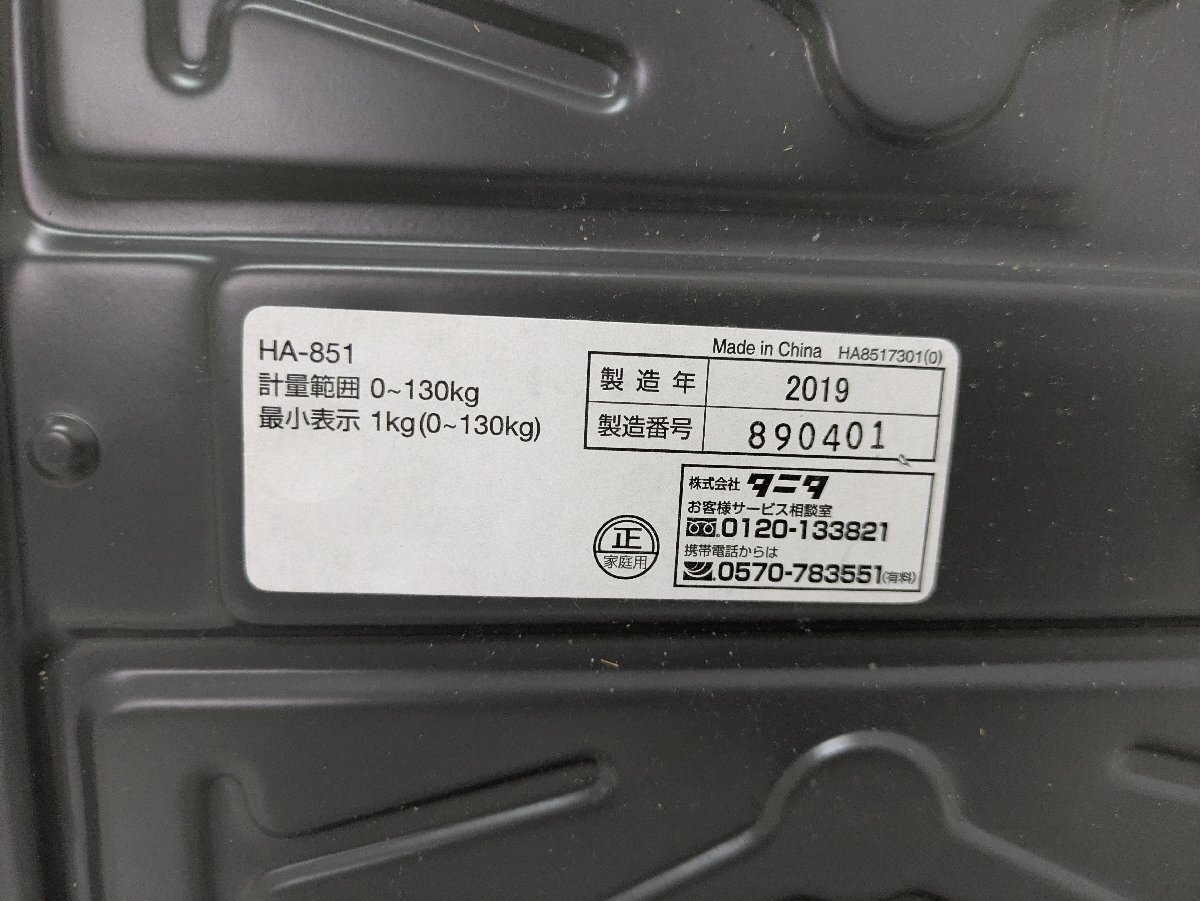 HA-851
計量範囲 0~130kg
最小表示 1kg(0~130kg)
Made in China HA8517301(0)
製造年 2019
製造番号 890401
正
家庭用
株式会社 タニタ
お客様サービス相談室
0120-133821
携帯電話からは
0570-783551(有料)